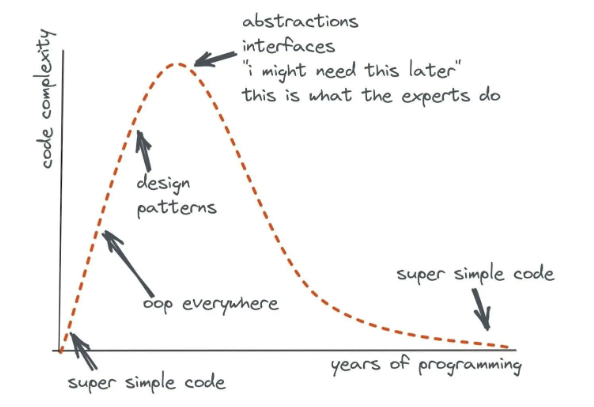 abstractions
interfaces
"i might need this later"
this is what the experts do
code complexity
design
patterns
oop everywhere
super simple code
super simple code
years of programming